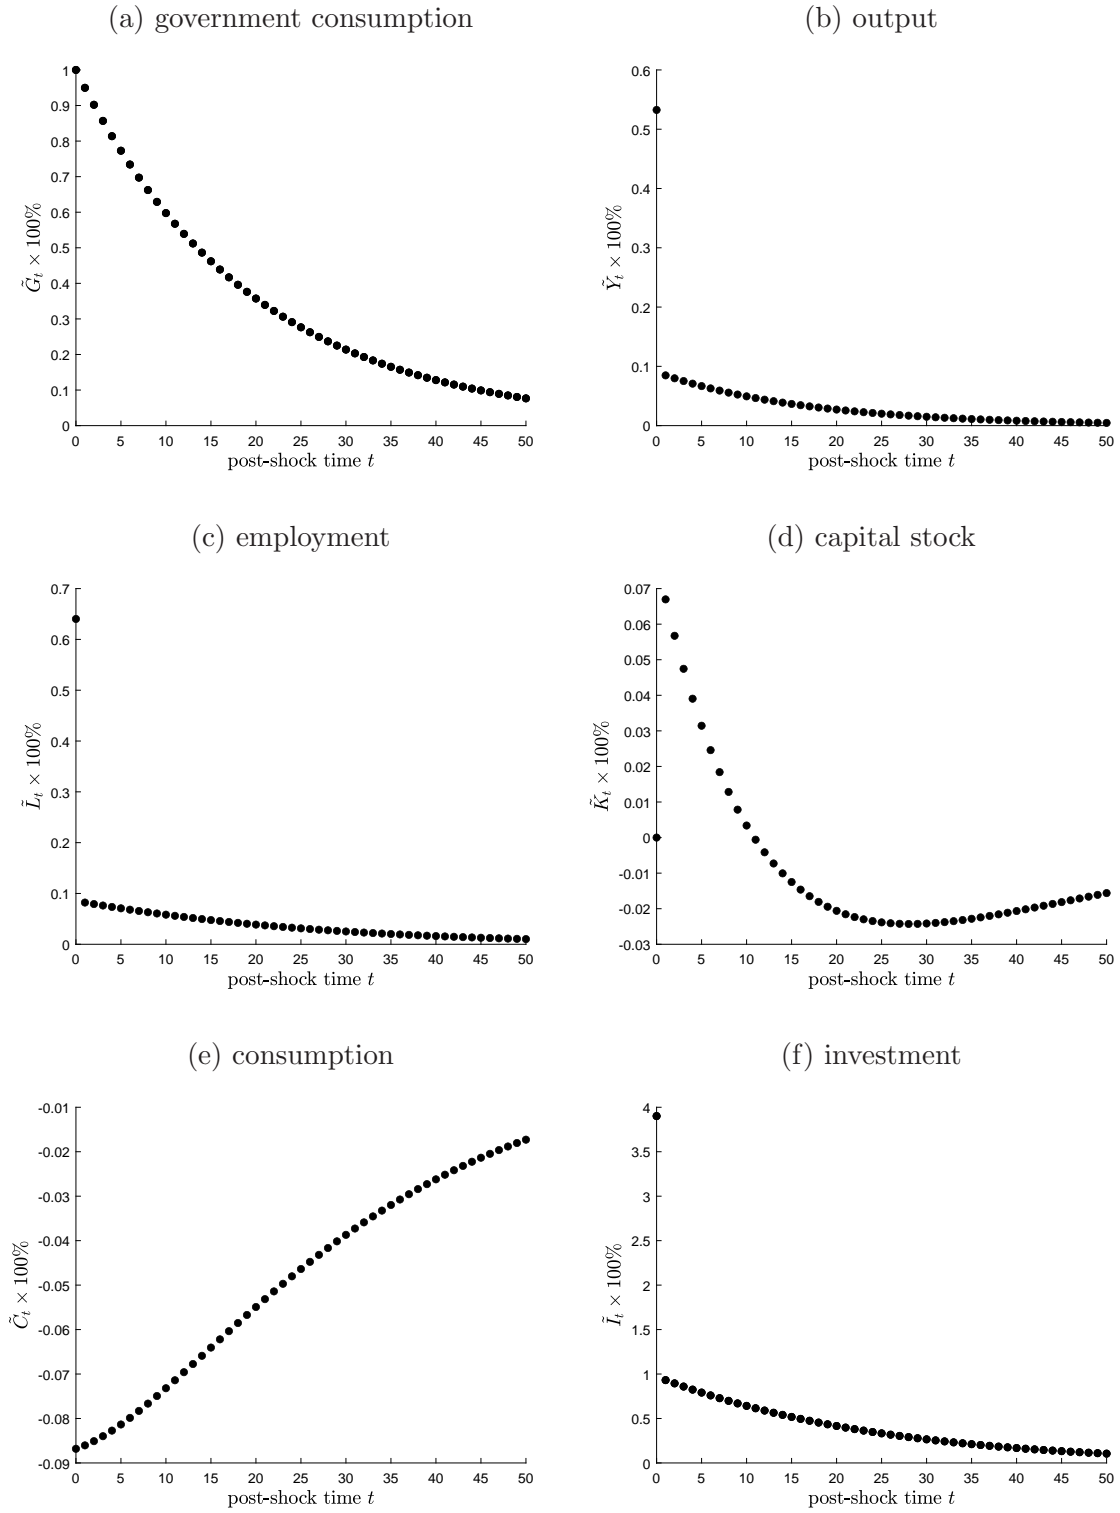 (a) government consumption
1
0.9
0.8
0.7
0.6
0.5
0.4
0.3
0.2
0.1
0
G̃ₜ × 100%
0 5 10 15 20 25 30 35 40 45 50
post-shock time t
(b) output
0.6
0.5
0.4
0.3
0.2
0.1
0
Ỹₜ × 100%
0 5 10 15 20 25 30 35 40 45 50
post-shock time t
(c) employment
0.7
0.6
0.5
0.4
0.3
0.2
0.1
0
L̃ₜ × 100%
0 5 10 15 20 25 30 35 40 45 50
post-shock time t
(d) capital stock
0.07
0.06
0.05
0.04
0.03
0.02
0.01
0
-0.01
-0.02
-0.03
K̃ₜ × 100%
0 5 10 15 20 25 30 35 40 45 50
post-shock time t
(e) consumption
-0.01
-0.02
-0.03
-0.04
-0.05
-0.06
-0.07
-0.08
-0.09
C̃ₜ × 100%
0 5 10 15 20 25 30 35 40 45 50
post-shock time t
(f) investment
4
3.5
3
2.5
2
1.5
1
0.5
0
Ĩₜ × 100%
0 5 10 15 20 25 30 35 40 45 50
post-shock time t